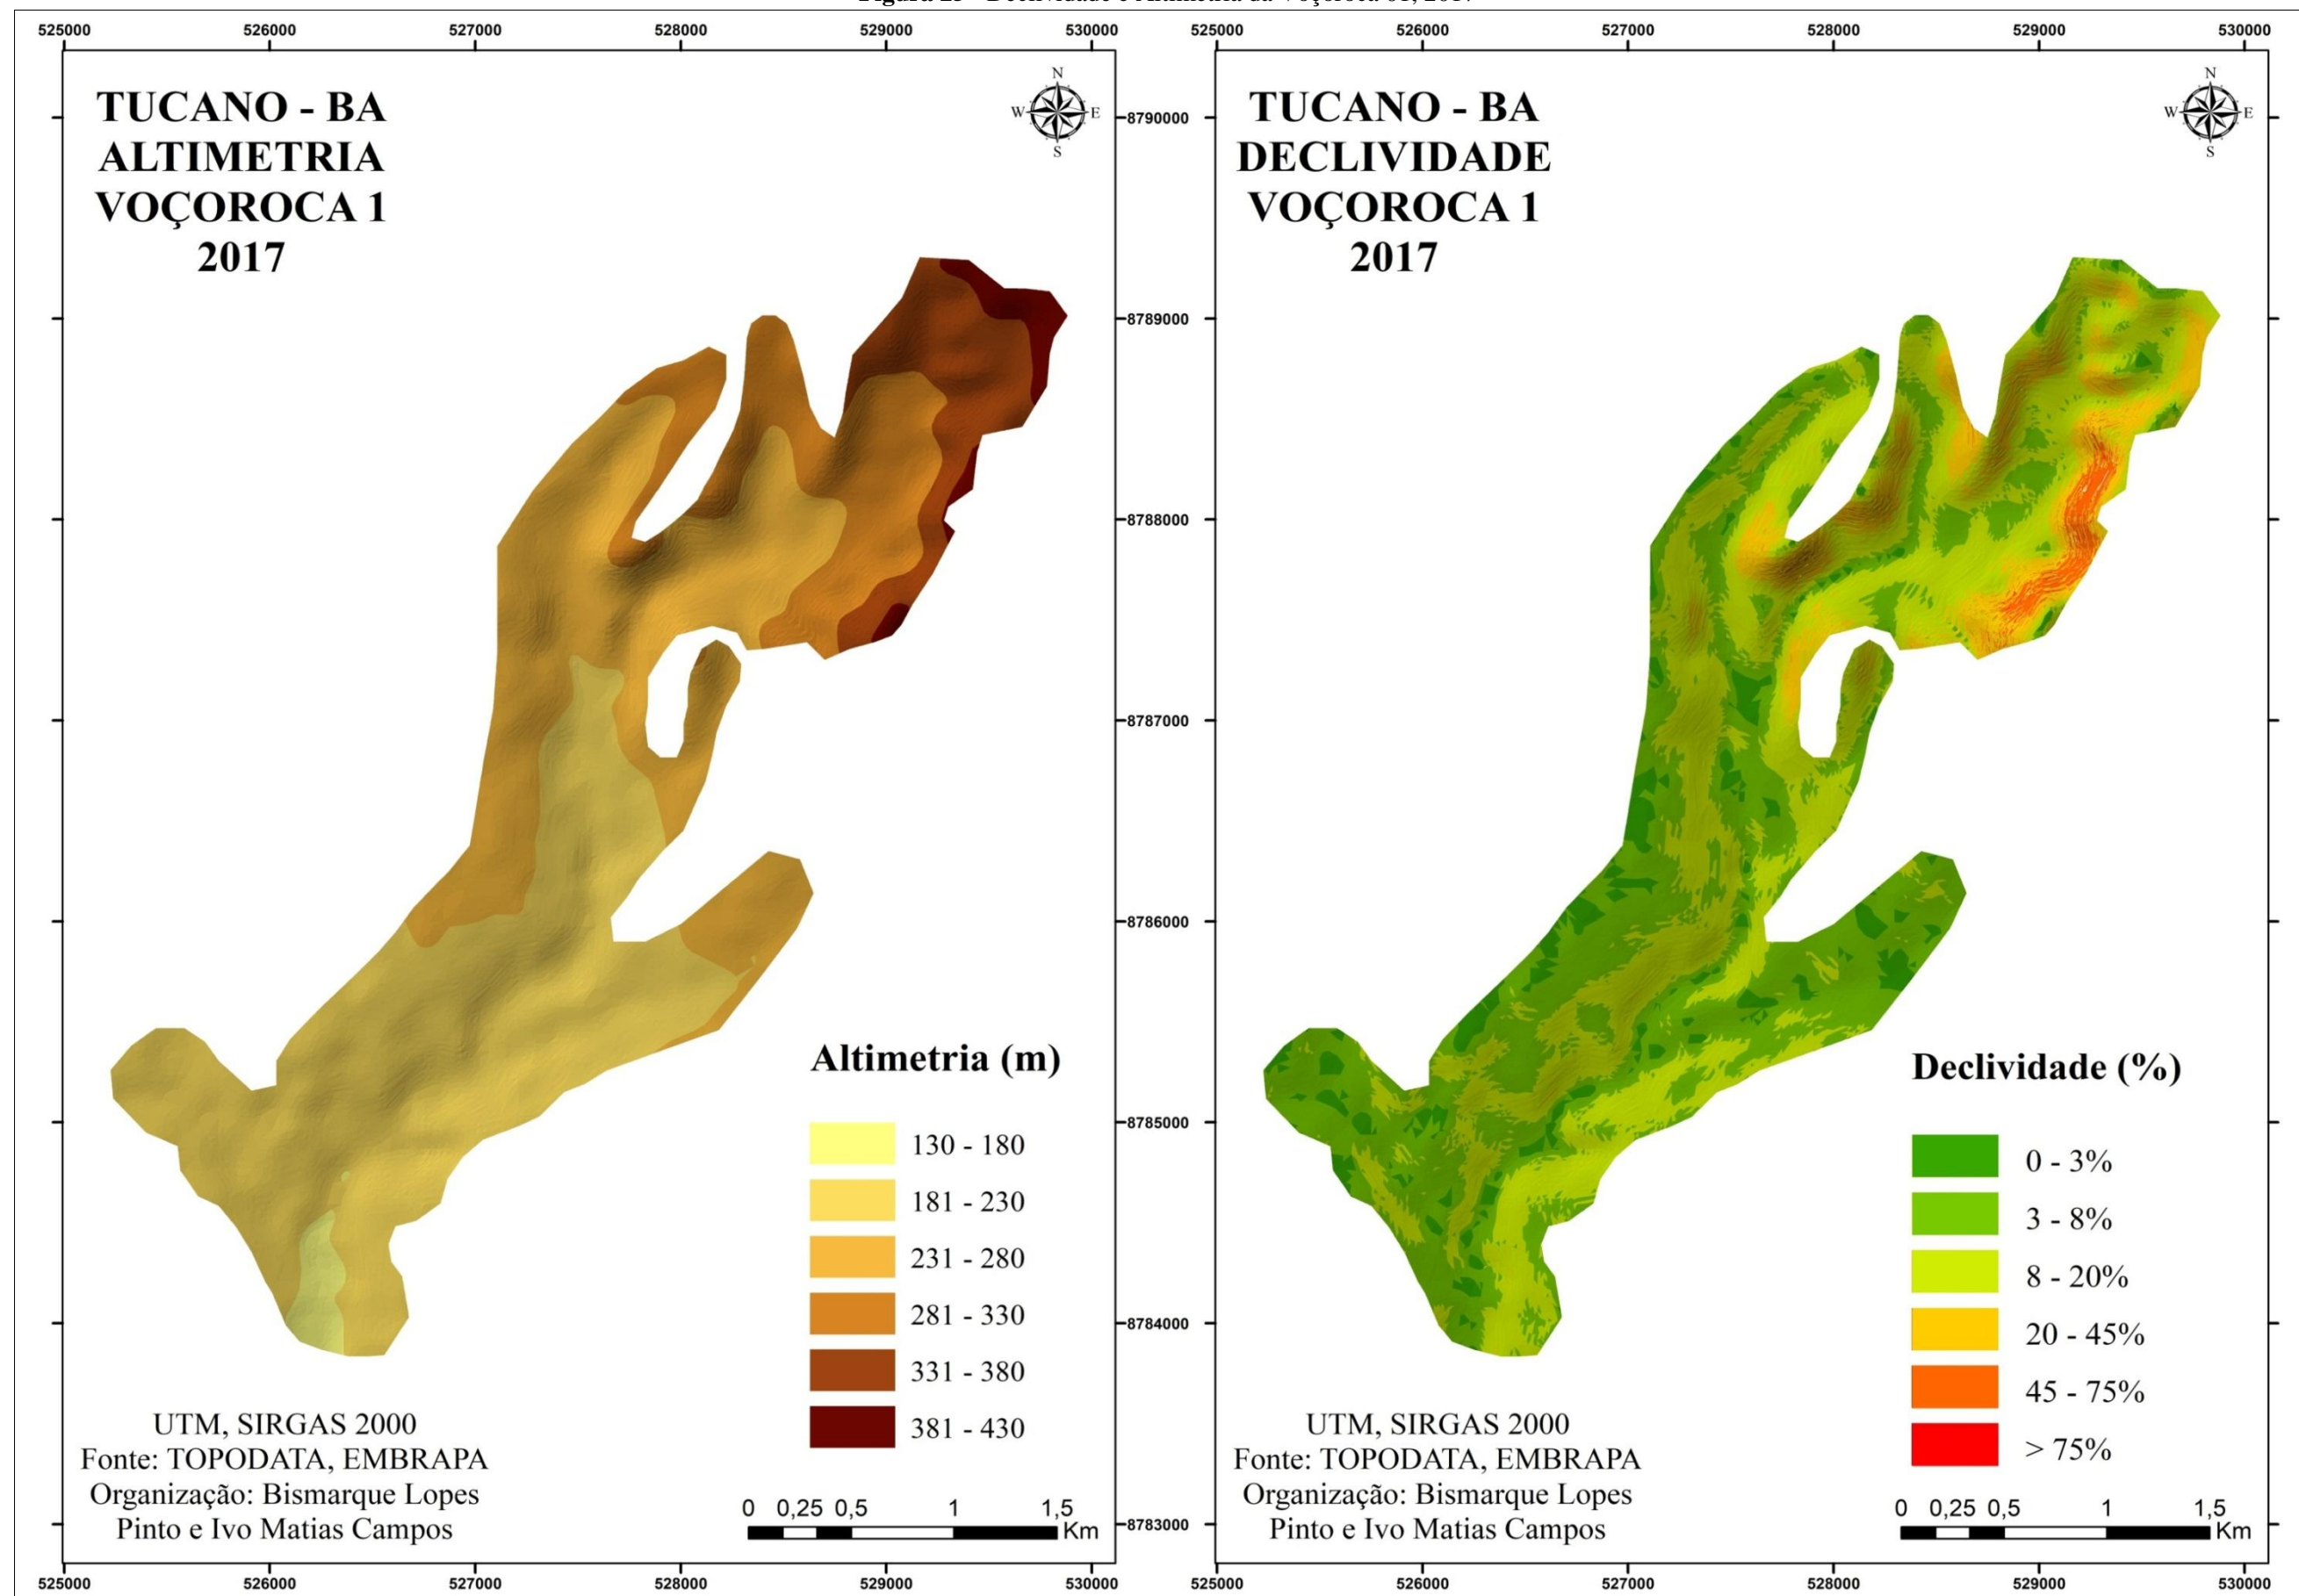 525000 526000 527000 528000 529000 530000
TUCANO - BA
ALTIMETRIA
VOÇOROCA 1
2017
N
W E
S
8790000
8789000
8788000
8787000
8786000
8785000
8784000
8783000
Altimetria (m)
130 - 180
181 - 230
231 - 280
281 - 330
331 - 380
381 - 430
UTM, SIRGAS 2000
Fonte: TOPODATA, EMBRAPA
Organização: Bismarque Lopes
Pinto e Ivo Matias Campos
0 0,25 0,5 1 1,5
Km
525000 526000 527000 528000 529000 530000
525000 526000 527000 528000 529000 530000
TUCANO - BA
DECLIVIDADE
VOÇOROCA 1
2017
N
W E
S
Declividade (%)
0 - 3%
3 - 8%
8 - 20%
20 - 45%
45 - 75%
> 75%
UTM, SIRGAS 2000
Fonte: TOPODATA, EMBRAPA
Organização: Bismarque Lopes
Pinto e Ivo Matias Campos
0 0,25 0,5 1 1,5
Km
525000 526000 527000 528000 529000 530000